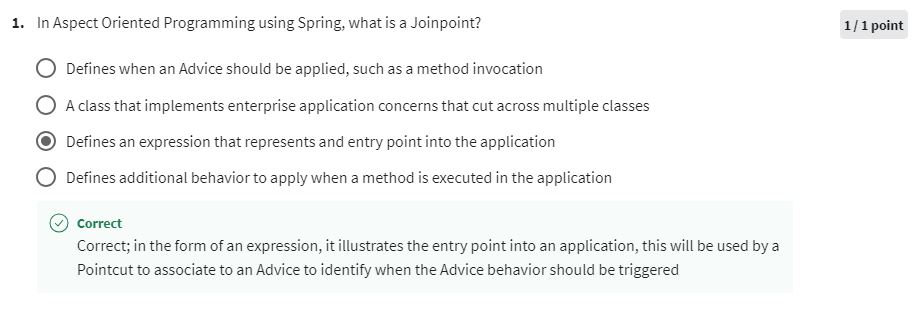 1. In Aspect Oriented Programming using Spring, what is a Joinpoint?
1 / 1 point
Defines when an Advice should be applied, such as a method invocation
A class that implements enterprise application concerns that cut across multiple classes
Defines an expression that represents and entry point into the application
Defines additional behavior to apply when a method is executed in the application
Correct
Correct; in the form of an expression, it illustrates the entry point into an application, this will be used by a
Pointcut to associate to an Advice to identify when the Advice behavior should be triggered